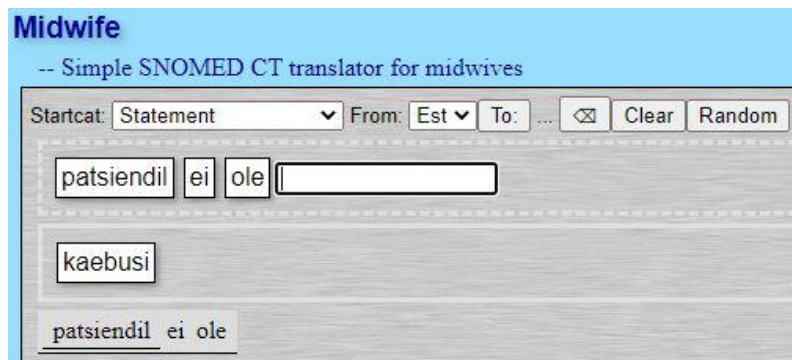 Midwife
-- Simple SNOMED CT translator for midwives
Startcat: Statement From: Est To: ... ⌫ Clear Random
patsiendil ei ole
kaebusi
patsiendil ei ole